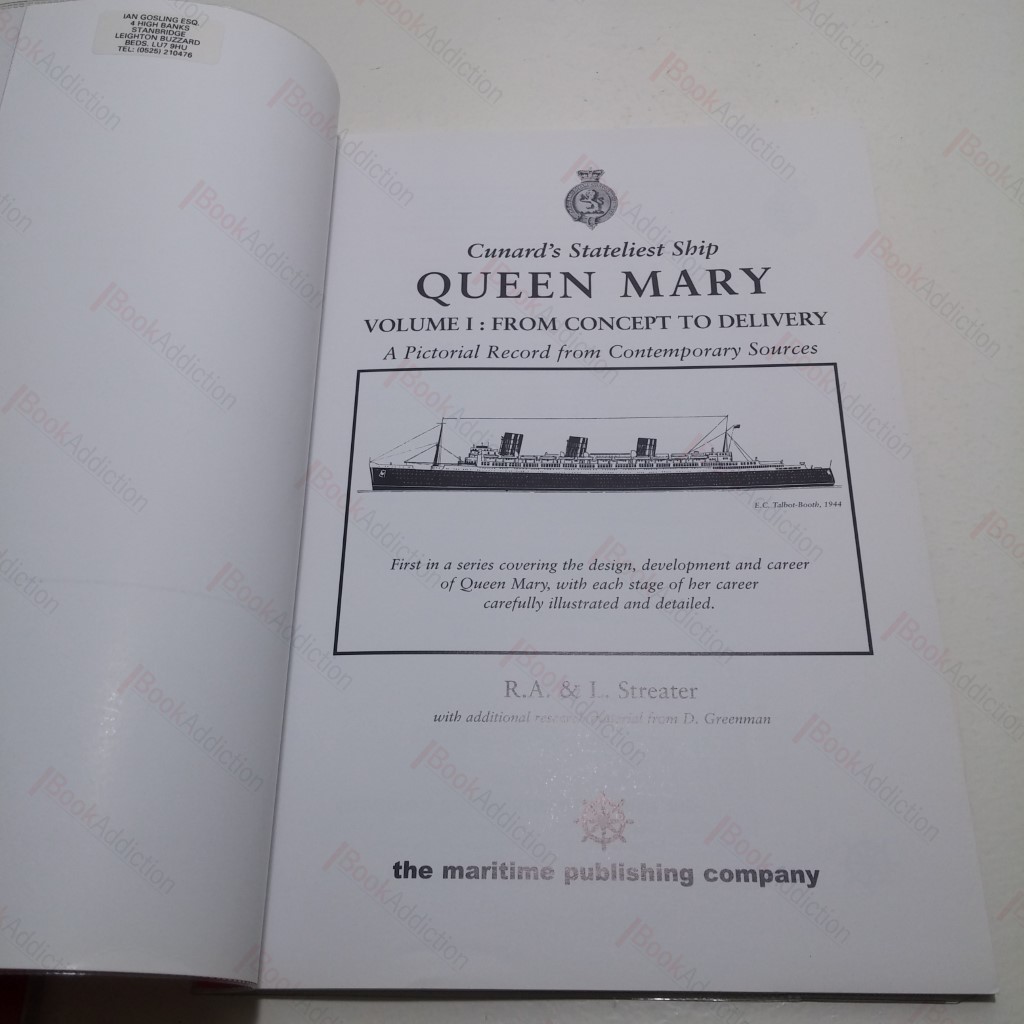 IAN GOSLING ESQ.
4 HIGH BANKS
STANBRIDGE
LEIGHTON BUZZARD
BEDS. LU7 9HU
TEL: (0525) 210476
Cunard's Stateliest Ship
QUEEN MARY
VOLUME I : FROM CONCEPT TO DELIVERY
A Pictorial Record from Contemporary Sources
E.C. Talbot-Booth, 1944
First in a series covering the design, development and career
of Queen Mary, with each stage of her career
carefully illustrated and detailed.
R.A. & L. Streater
with additional research material from D. Greenman
the maritime publishing company
BookAddiction